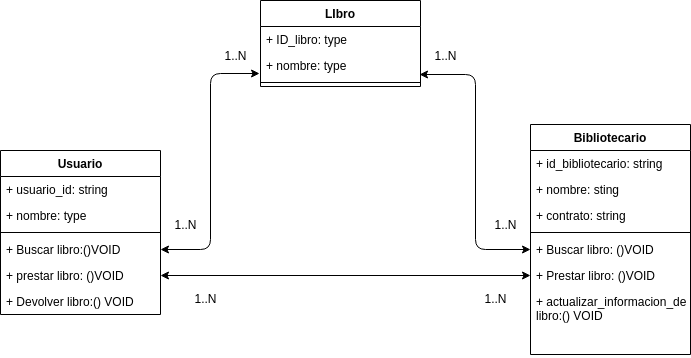 LIbro
+ ID_libro: type
+ nombre: type
1..N
1..N
Usuario
+ usuario_id: string
+ nombre: type
+ Buscar libro:()VOID
+ prestar libro: ()VOID
+ Devolver libro:() VOID
1..N
1..N
Bibliotecario
+ id_bibliotecario: string
+ nombre: sting
+ contrato: string
+ Buscar libro: ()VOID
+ Prestar libro: ()VOID
+ actualizar_informacion_de
libro:() VOID
1..N
1..N